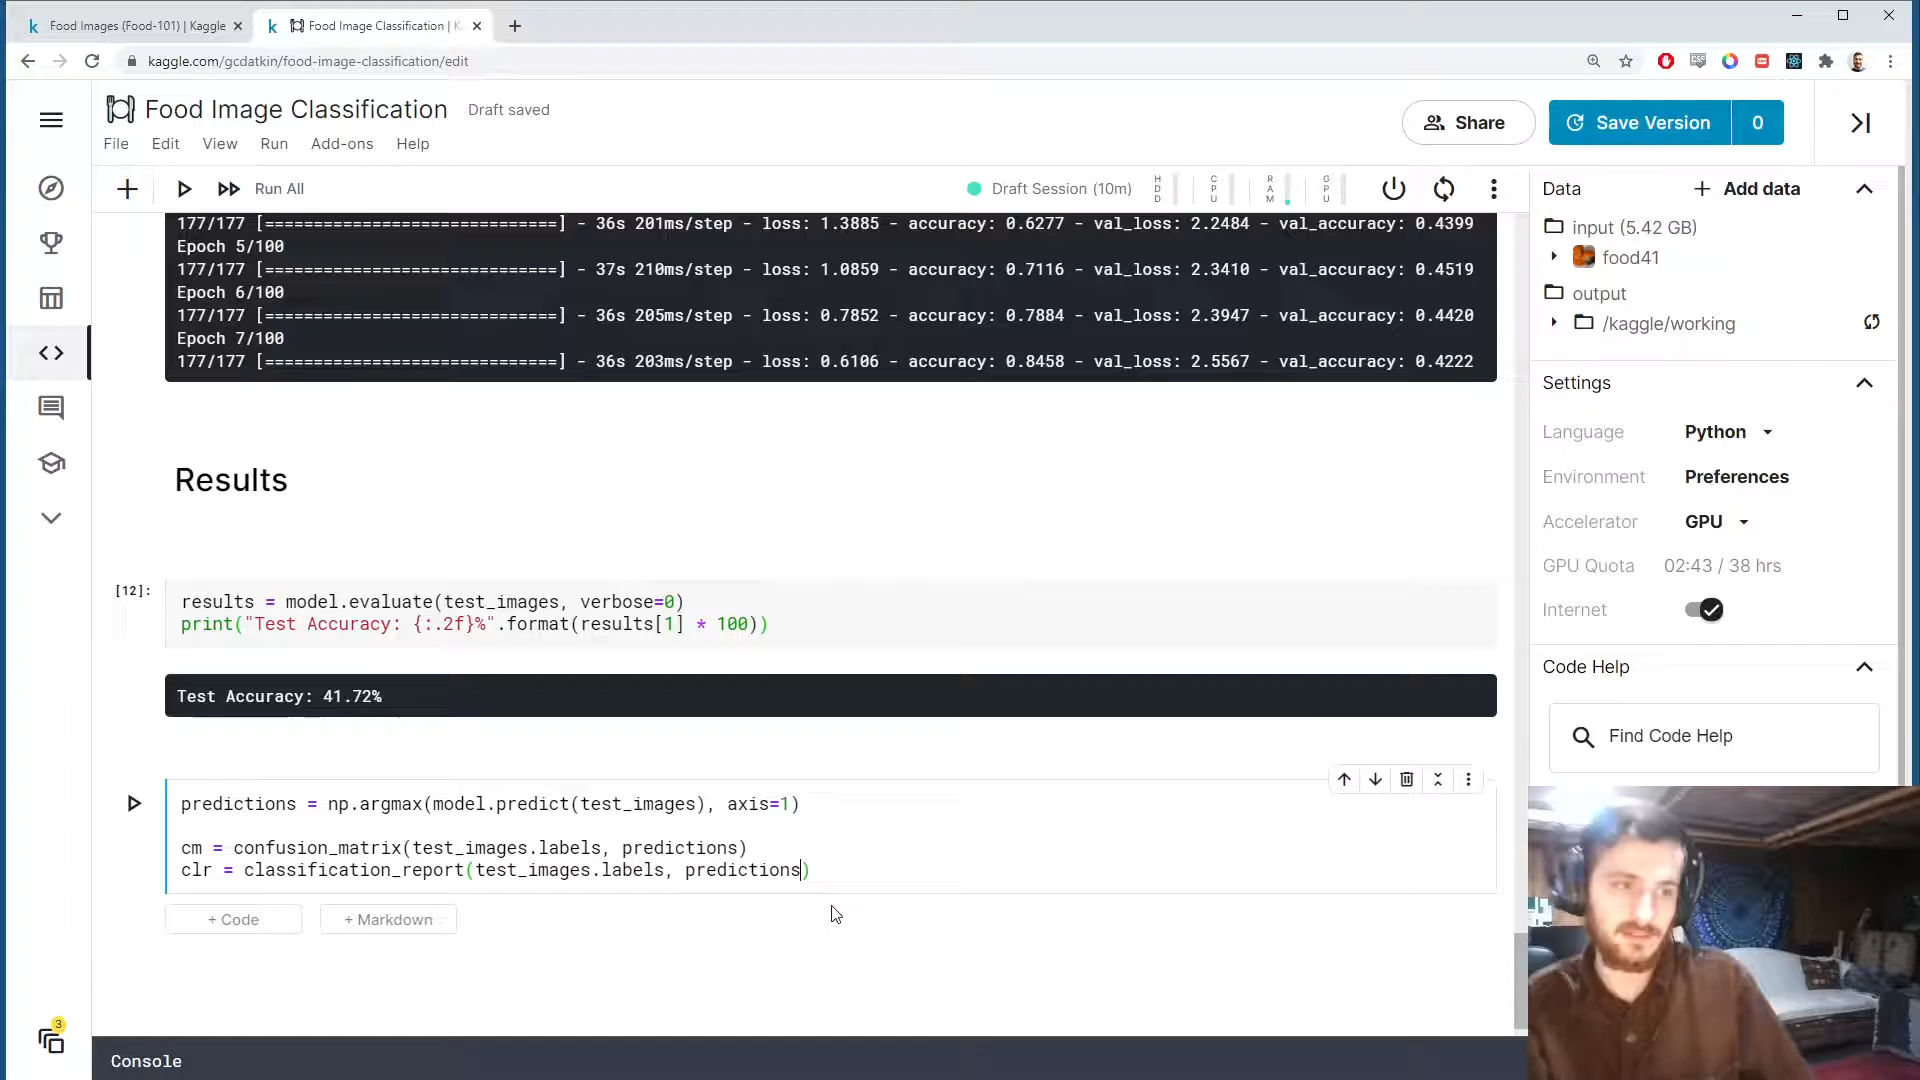 Food Images (Food-101) | Kaggle
Food Image Classification | K
kaggle.com/gcdatkin/food-image-classification/edit
Food Image Classification
Draft saved
File Edit View Run Add-ons Help
Share
Save Version
0
Run All
Draft Session (10m)
HDD
CPU
RAM
GPU
177/177 [==============================] - 36s 201ms/step - loss: 1.3885 - accuracy: 0.6277 - val_loss: 2.2484 - val_accuracy: 0.4399
Epoch 5/100
177/177 [==============================] - 37s 210ms/step - loss: 1.0859 - accuracy: 0.7116 - val_loss: 2.3410 - val_accuracy: 0.4519
Epoch 6/100
177/177 [==============================] - 36s 205ms/step - loss: 0.7852 - accuracy: 0.7884 - val_loss: 2.3947 - val_accuracy: 0.4420
Epoch 7/100
177/177 [==============================] - 36s 203ms/step - loss: 0.6106 - accuracy: 0.8458 - val_loss: 2.5567 - val_accuracy: 0.4222
Results
[12]:
results = model.evaluate(test_images, verbose=0)
print("Test Accuracy: {:.2f}%".format(results[1] * 100))
Test Accuracy: 41.72%
predictions = np.argmax(model.predict(test_images), axis=1)
cm = confusion_matrix(test_images.labels, predictions)
clr = classification_report(test_images.labels, predictions)
+ Code
+ Markdown
3
Console
Data
Add data
input (5.42 GB)
food41
output
/kaggle/working
Settings
Language Python
Environment Preferences
Accelerator GPU
GPU Quota 02:43 / 38 hrs
Internet
Code Help
Find Code Help